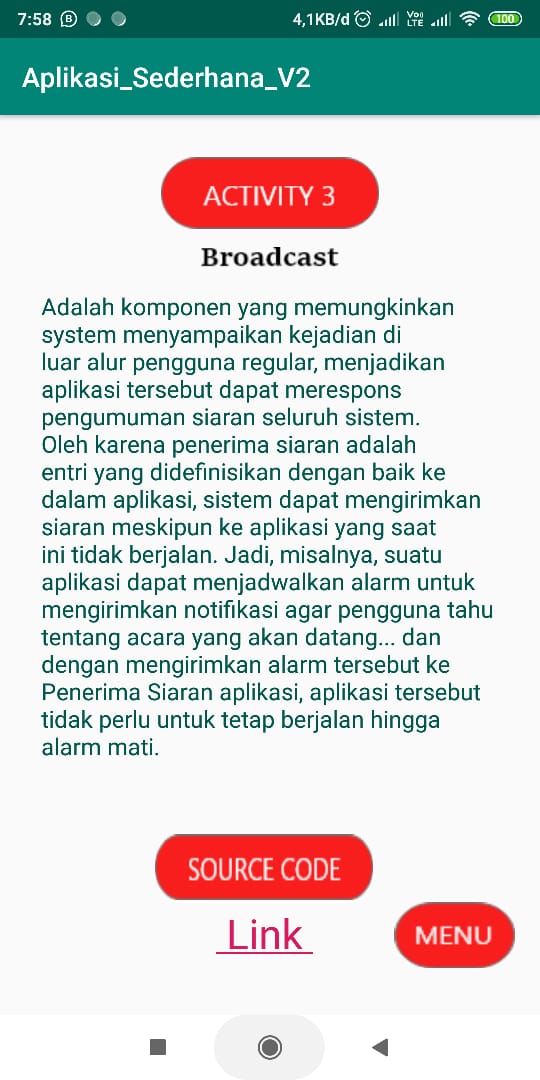 7:58 4,1KB/d Vo) LTE 100
Aplikasi_Sederhana_V2
ACTIVITY 3
Broadcast
Adalah komponen yang memungkinkan
system menyampaikan kejadian di
luar alur pengguna regular, menjadikan
aplikasi tersebut dapat merespons
pengumuman siaran seluruh sistem.
Oleh karena penerima siaran adalah
entri yang didefinisikan dengan baik ke
dalam aplikasi, sistem dapat mengirimkan
siaran meskipun ke aplikasi yang saat
ini tidak berjalan. Jadi, misalnya, suatu
aplikasi dapat menjadwalkan alarm untuk
mengirimkan notifikasi agar pengguna tahu
tentang acara yang akan datang... dan
dengan mengirimkan alarm tersebut ke
Penerima Siaran aplikasi, aplikasi tersebut
tidak perlu untuk tetap berjalan hingga
alarm mati.
SOURCE CODE
Link
MENU